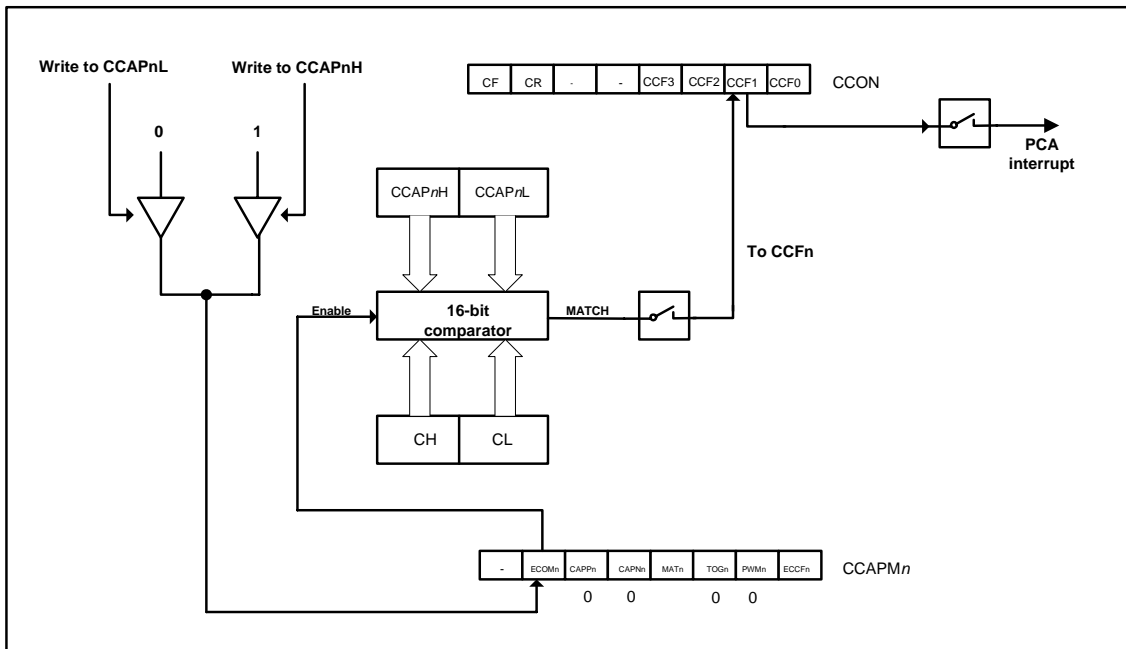 Write to CCAPnL
Write to CCAPnH
CF CR - - CCF3 CCF2 CCF1 CCF0 CCON
0 1
PCA
interrupt
CCAPnH CCAPnL
To CCFn
Enable
16-bit
comparator
MATCH
CH CL
- ECOMn CAPPn CAPNn MATn TOGn PWMn ECCFn CCAPMn
0 0 0 0